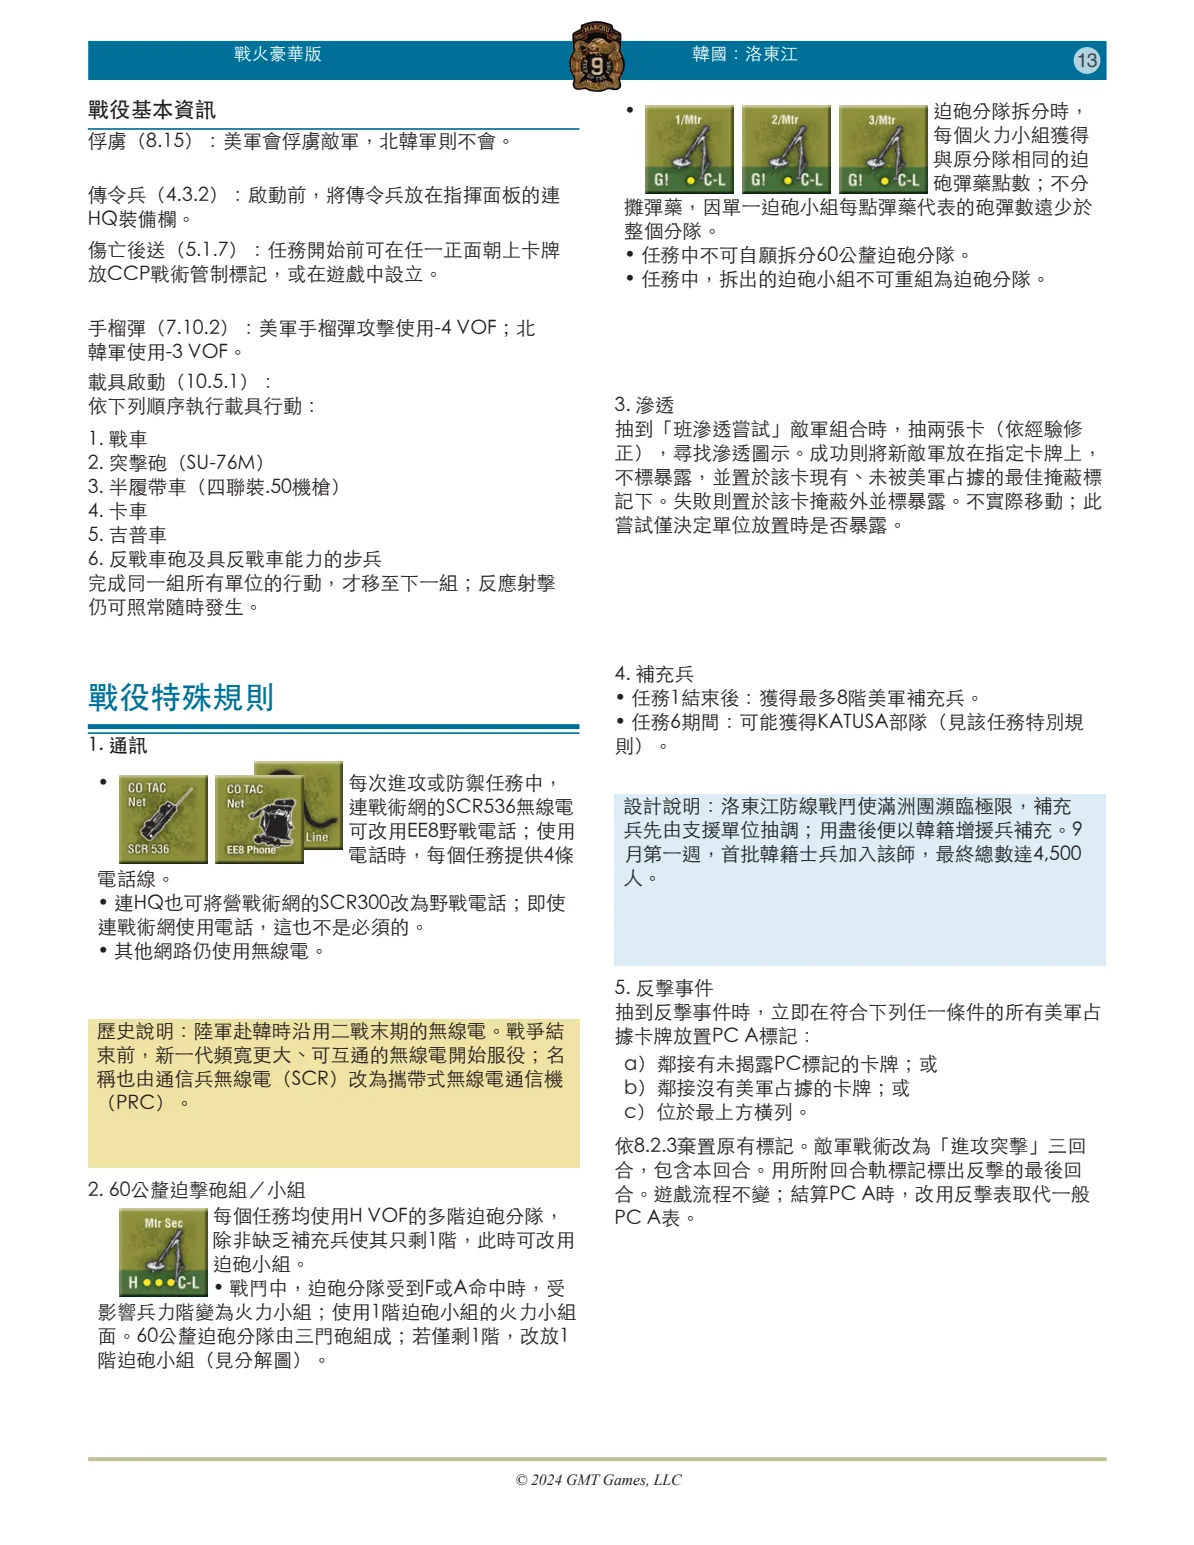 戰火豪華版
MANCHU
9
韓國：洛東江
13
戰役基本資訊
俘虜（8.15）：美軍會俘虜敵軍，北韓軍則不會。
傳令兵（4.3.2）：啟動前，將傳令兵放在指揮面板的連
HQ裝備欄。
傷亡後送（5.1.7）：任務開始前可在任一正面朝上卡牌
放CCP戰術管制標記，或在遊戲中設立。
手榴彈（7.10.2）：美軍手榴彈攻擊使用-4 VOF；北
韓軍使用-3 VOF。
載具啟動（10.5.1）：
依下列順序執行載具行動：
1. 戰車
2. 突擊砲（SU-76M）
3. 半履帶車（四聯裝.50機槍）
4. 卡車
5. 吉普車
6. 反戰車砲及具反戰車能力的步兵
完成同一組所有單位的行動，才移至下一組；反應射擊
仍可照常隨時發生。
戰役特殊規則
1. 通訊
CO TAC
Net
SCR 536
CO TAC
Net
EE8 Phone
Line
• 每次進攻或防禦任務中，
連戰術網的SCR536無線電
可改用EE8野戰電話；使用
電話時，每個任務提供4條
電話線。
• 連HQ也可將營戰術網的SCR300改為野戰電話；即使
連戰術網使用電話，這也不是必須的。
• 其他網路仍使用無線電。
歷史說明：陸軍赴韓時沿用二戰末期的無線電。戰爭結
束前，新一代頻寬更大、可互通的無線電開始服役；名
稱也由通信兵無線電（SCR）改為攜帶式無線電通信機
（PRC）。
2. 60公釐迫擊砲組／小組
Mtr Sec
H C-L
每個任務均使用H VOF的多階迫砲分隊，
除非缺乏補充兵使其只剩1階，此時可改用
迫砲小組。
• 戰鬥中，迫砲分隊受到F或A命中時，受
影響兵力階變為火力小組；使用1階迫砲小組的火力小組
面。60公釐迫砲分隊由三門砲組成；若僅剩1階，改放1
階迫砲小組（見分解圖）。
1/Mtr
G! C-L
2/Mtr
G! C-L
3/Mtr
G! C-L
• 迫砲分隊拆分時，
每個火力小組獲得
與原分隊相同的迫
砲彈藥點數；不分
攤彈藥，因單一迫砲小組每點彈藥代表的砲彈數遠少於
整個分隊。
• 任務中不可自願拆分60公釐迫砲分隊。
• 任務中，拆出的迫砲小組不可重組為迫砲分隊。
3. 滲透
抽到「班滲透嘗試」敵軍組合時，抽兩張卡（依經驗修
正），尋找滲透圖示。成功則將新敵軍放在指定卡牌上，
不標暴露，並置於該卡現有、未被美軍占據的最佳掩蔽標
記下。失敗則置於該卡掩蔽外並標暴露。不實際移動；此
嘗試僅決定單位放置時是否暴露。
4. 補充兵
• 任務1結束後：獲得最多8階美軍補充兵。
• 任務6期間：可能獲得KATUSA部隊（見該任務特別規
則）。
設計說明：洛東江防線戰鬥使滿洲團瀕臨極限，補充
兵先由支援單位抽調；用盡後便以韓籍增援兵補充。9
月第一週，首批韓籍士兵加入該師，最終總數達4,500
人。
5. 反擊事件
抽到反擊事件時，立即在符合下列任一條件的所有美軍占
據卡牌放置PC A標記：
a）鄰接有未揭露PC標記的卡牌；或
b）鄰接沒有美軍占據的卡牌；或
c）位於最上方橫列。
依8.2.3棄置原有標記。敵軍戰術改為「進攻突擊」三回
合，包含本回合。用所附回合軌標記標出反擊的最後回
合。遊戲流程不變；結算PC A時，改用反擊表取代一般
PC A表。
© 2024 GMT Games, LLC